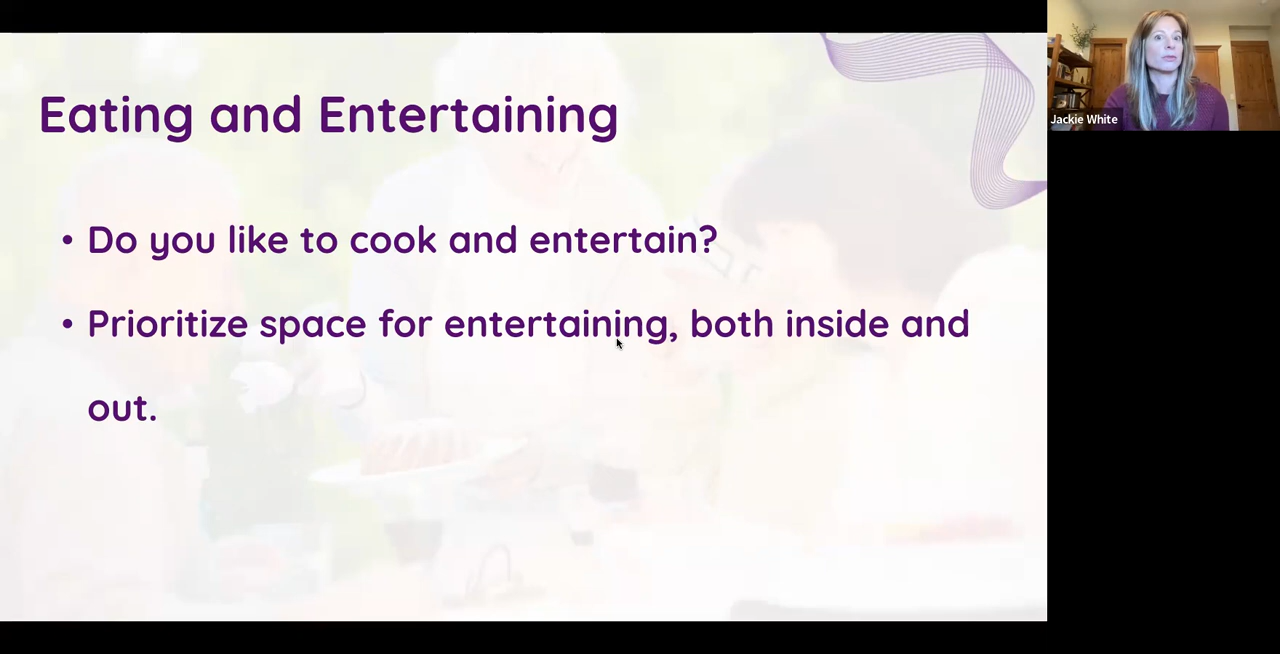 Eating and Entertaining
• Do you like to cook and entertain?
• Prioritize space for entertaining, both inside and
out.
Jackie White